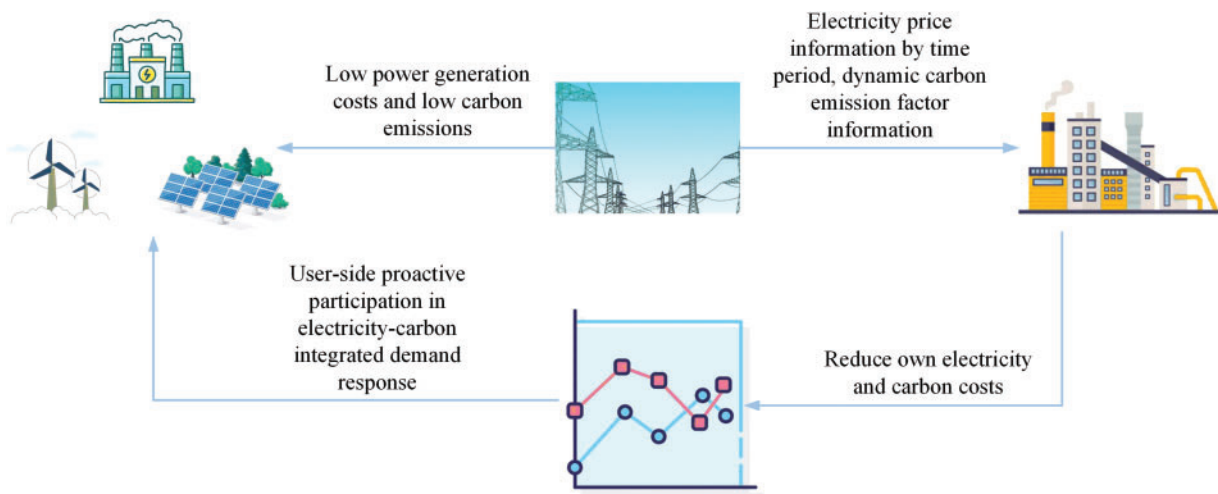 Low power generation
costs and low carbon
emissions
Electricity price
information by time
period, dynamic carbon
emission factor
information
User-side proactive
participation in
electricity-carbon
integrated demand
response
Reduce own electricity
and carbon costs